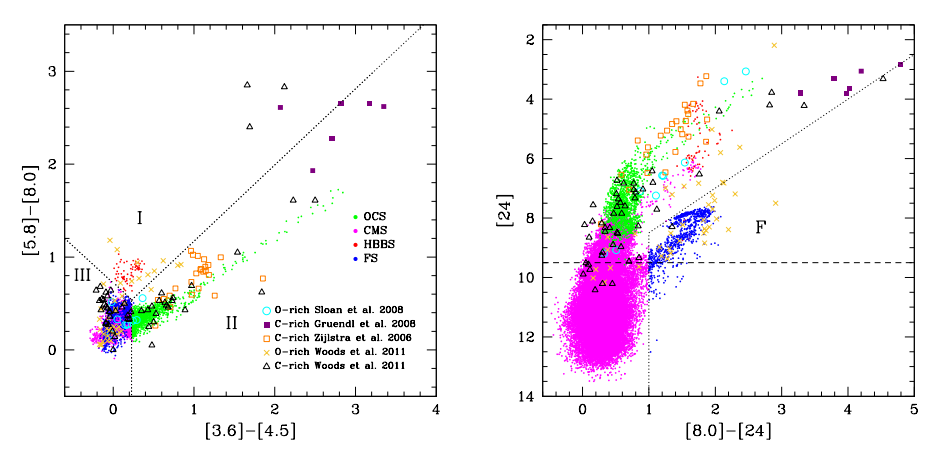 3
2
1
0
[5.8]−[8.0]
I
III
II
OCS
CMS
HBBS
FS
O−rich Sloan et al. 2008
C−rich Gruendl et al. 2008
C−rich Zijlstra et al. 2006
O−rich Woods et al. 2011
C−rich Woods et al. 2011
0 1 2 3 4
[3.6]−[4.5]
2
4
6
8
10
12
14
[24]
F
0 1 2 3 4 5
[8.0]−[24]